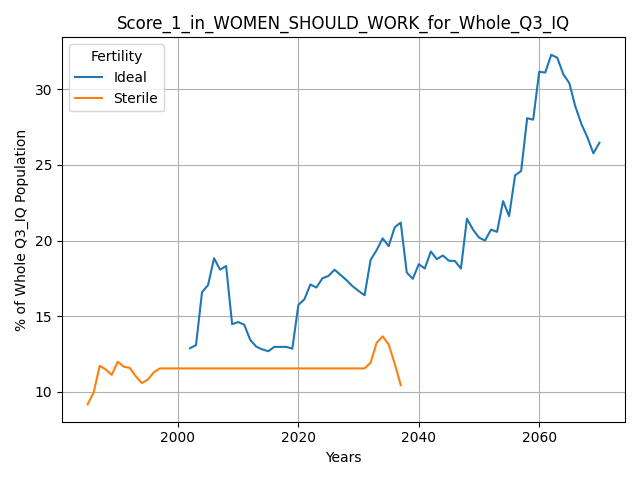 Score_1_in_WOMEN_SHOULD_WORK_for_Whole_Q3_IQ
Fertility
Ideal
Sterile
% of Whole Q3_IQ Population
30
25
20
15
10
2000 2020 2040 2060
Years